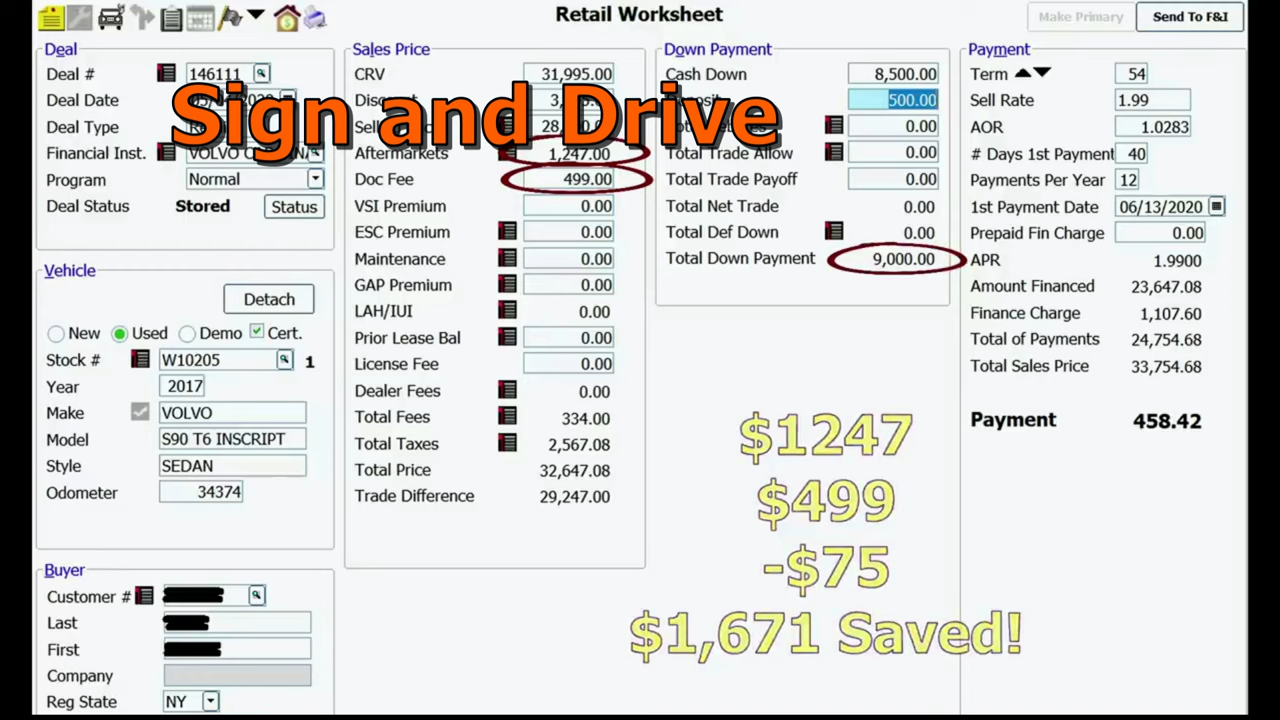 Retail Worksheet
Make Primary
Send To F&I
Deal
Deal # 146111
Deal Date
Deal Type
Financial Inst. VOLVO
Program Normal
Deal Status Stored Status
Vehicle
Detach
New Used Demo Cert.
Stock # W10205 1
Year 2017
Make VOLVO
Model S90 T6 INSCRIPT
Style SEDAN
Odometer 34374
Buyer
Customer #
Last
First
Company
Reg State NY
Sales Price
CRV 31,995.00
Aftermarkets 1,247.00
Doc Fee 499.00
VSI Premium 0.00
ESC Premium 0.00
Maintenance 0.00
GAP Premium 0.00
LAH/IUI 0.00
Prior Lease Bal 0.00
License Fee 0.00
Dealer Fees 0.00
Total Fees 334.00
Total Taxes 2,567.08
Total Price 32,647.08
Trade Difference 29,247.00
Sign and Drive
Down Payment
Cash Down 8,500.00
500.00
0.00
Total Trade Allow 0.00
Total Trade Payoff 0.00
Total Net Trade 0.00
Total Def Down 0.00
Total Down Payment 9,000.00
Payment
Term 54
Sell Rate 1.99
AOR 1.0283
# Days 1st Payment 40
Payments Per Year 12
1st Payment Date 06/13/2020
Prepaid Fin Charge 0.00
APR 1.9900
Amount Financed 23,647.08
Finance Charge 1,107.60
Total of Payments 24,754.68
Total Sales Price 33,754.68
Payment 458.42
$1247
$499
-$75
$1,671 Saved!